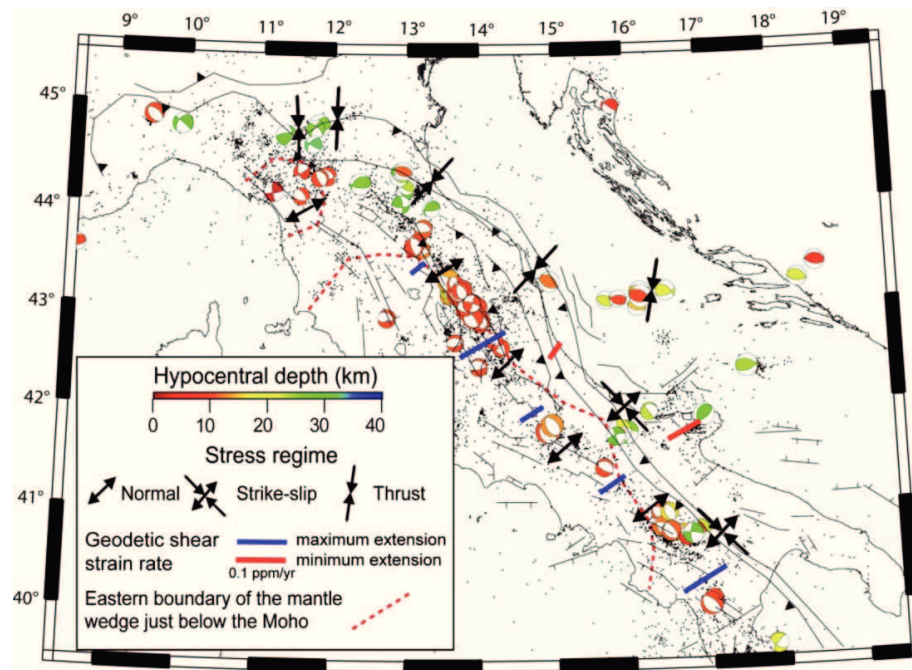 9° 10° 11° 12° 13° 14° 15° 16° 17° 18° 19°
45°
44°
43°
42°
41°
40°
Hypocentral depth (km)
0 10 20 30 40
Stress regime
Normal Strike-slip Thrust
Geodetic shear
strain rate
maximum extension
minimum extension
0.1 ppm/yr
Eastern boundary of the mantle
wedge just below the Moho